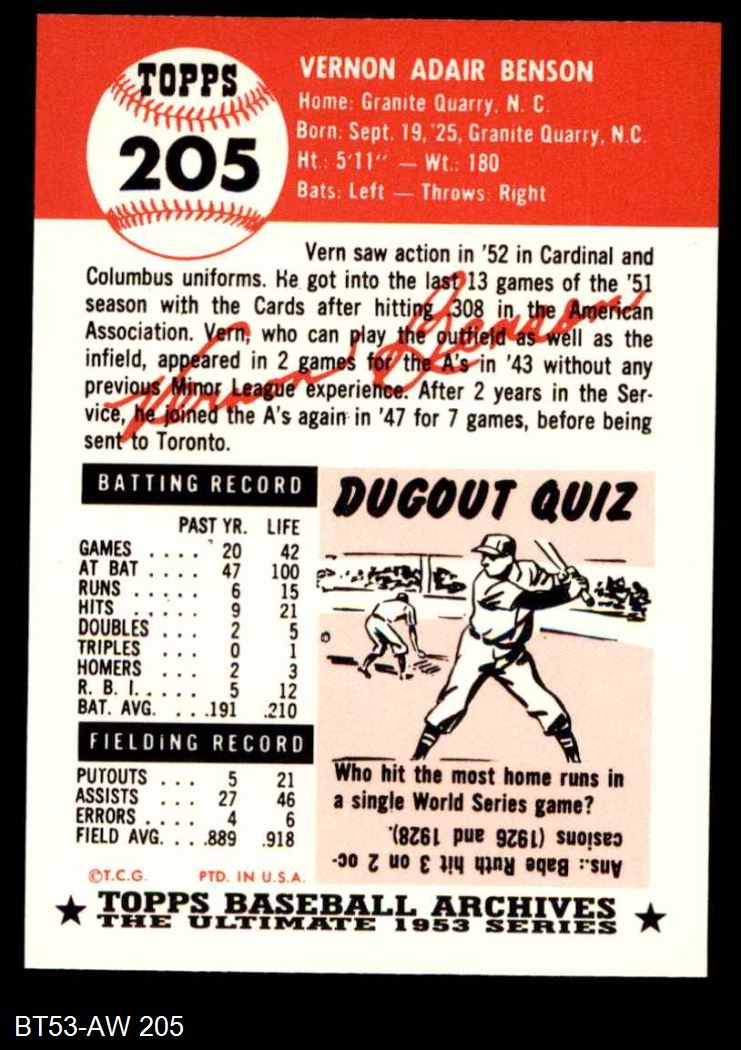 TOPPS
205
VERNON ADAIR BENSON
Home: Granite Quarry, N. C.
Born: Sept. 19, '25, Granite Quarry, N.C.
Ht.: 5'11" — Wt.: 180
Bats: Left — Throws: Right
Vern saw action in '52 in Cardinal and
Columbus uniforms. He got into the last 13 games of the '51
season with the Cards after hitting .308 in the American
Association. Vern, who can play the outfield as well as the
infield, appeared in 2 games for the A's in '43 without any
previous Minor League experience. After 2 years in the Ser-
vice, he joined the A's again in '47 for 7 games, before being
sent to Toronto.
Vernon Benson
BATTING RECORD
PAST YR. LIFE
GAMES .... 20 42
AT BAT .... 47 100
RUNS ..... 6 15
HITS ..... 9 21
DOUBLES ... 2 5
TRIPLES ... 0 1
HOMERS ... 2 3
R. B. I. .... 5 12
BAT. AVG. ... .191 .210
FIELDING RECORD
PUTOUTS ... 5 21
ASSISTS ... 27 46
ERRORS .... 4 6
FIELD AVG. ... .889 .918
©T.C.G. PTD. IN U.S.A.
DUGOUT QUIZ
Who hit the most home runs in
a single World Series game?
Ans.: Babe Ruth hit 3 on 2 oc-
casions (1926 and 1928).
★ TOPPS BASEBALL ARCHIVES ★
THE ULTIMATE 1953 SERIES
BT53-AW 205